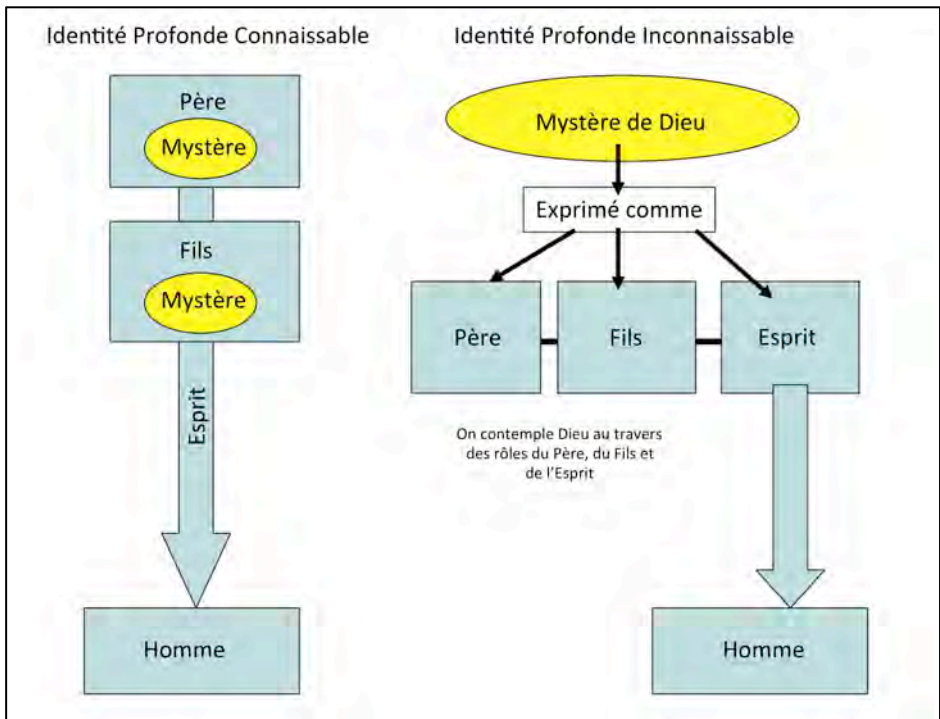 Identité Profonde Connaissable
Père
Mystère
Fils
Mystère
Esprit
Homme
Identité Profonde Inconnaissable
Mystère de Dieu
Exprimé comme
Père
Fils
Esprit
On contemple Dieu au travers
des rôles du Père, du Fils et
de l'Esprit
Homme